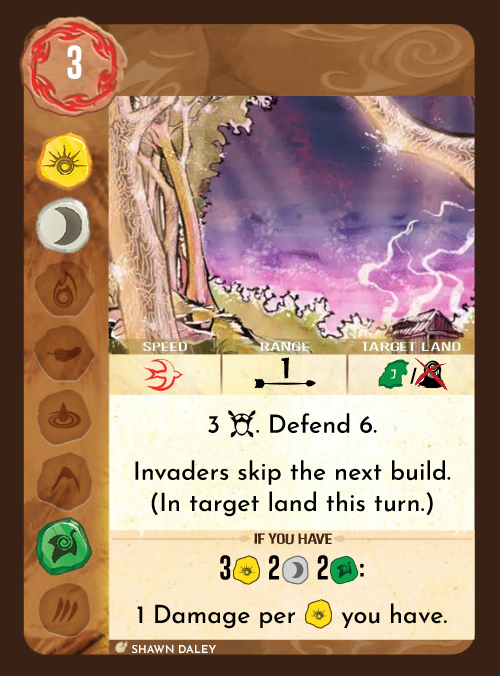 3
SPEED RANGE TARGET LAND
1
J /
3 . Defend 6.
Invaders skip the next build.
(In target land this turn.)
IF YOU HAVE
3 2 2 :
1 Damage per you have.
SHAWN DALEY